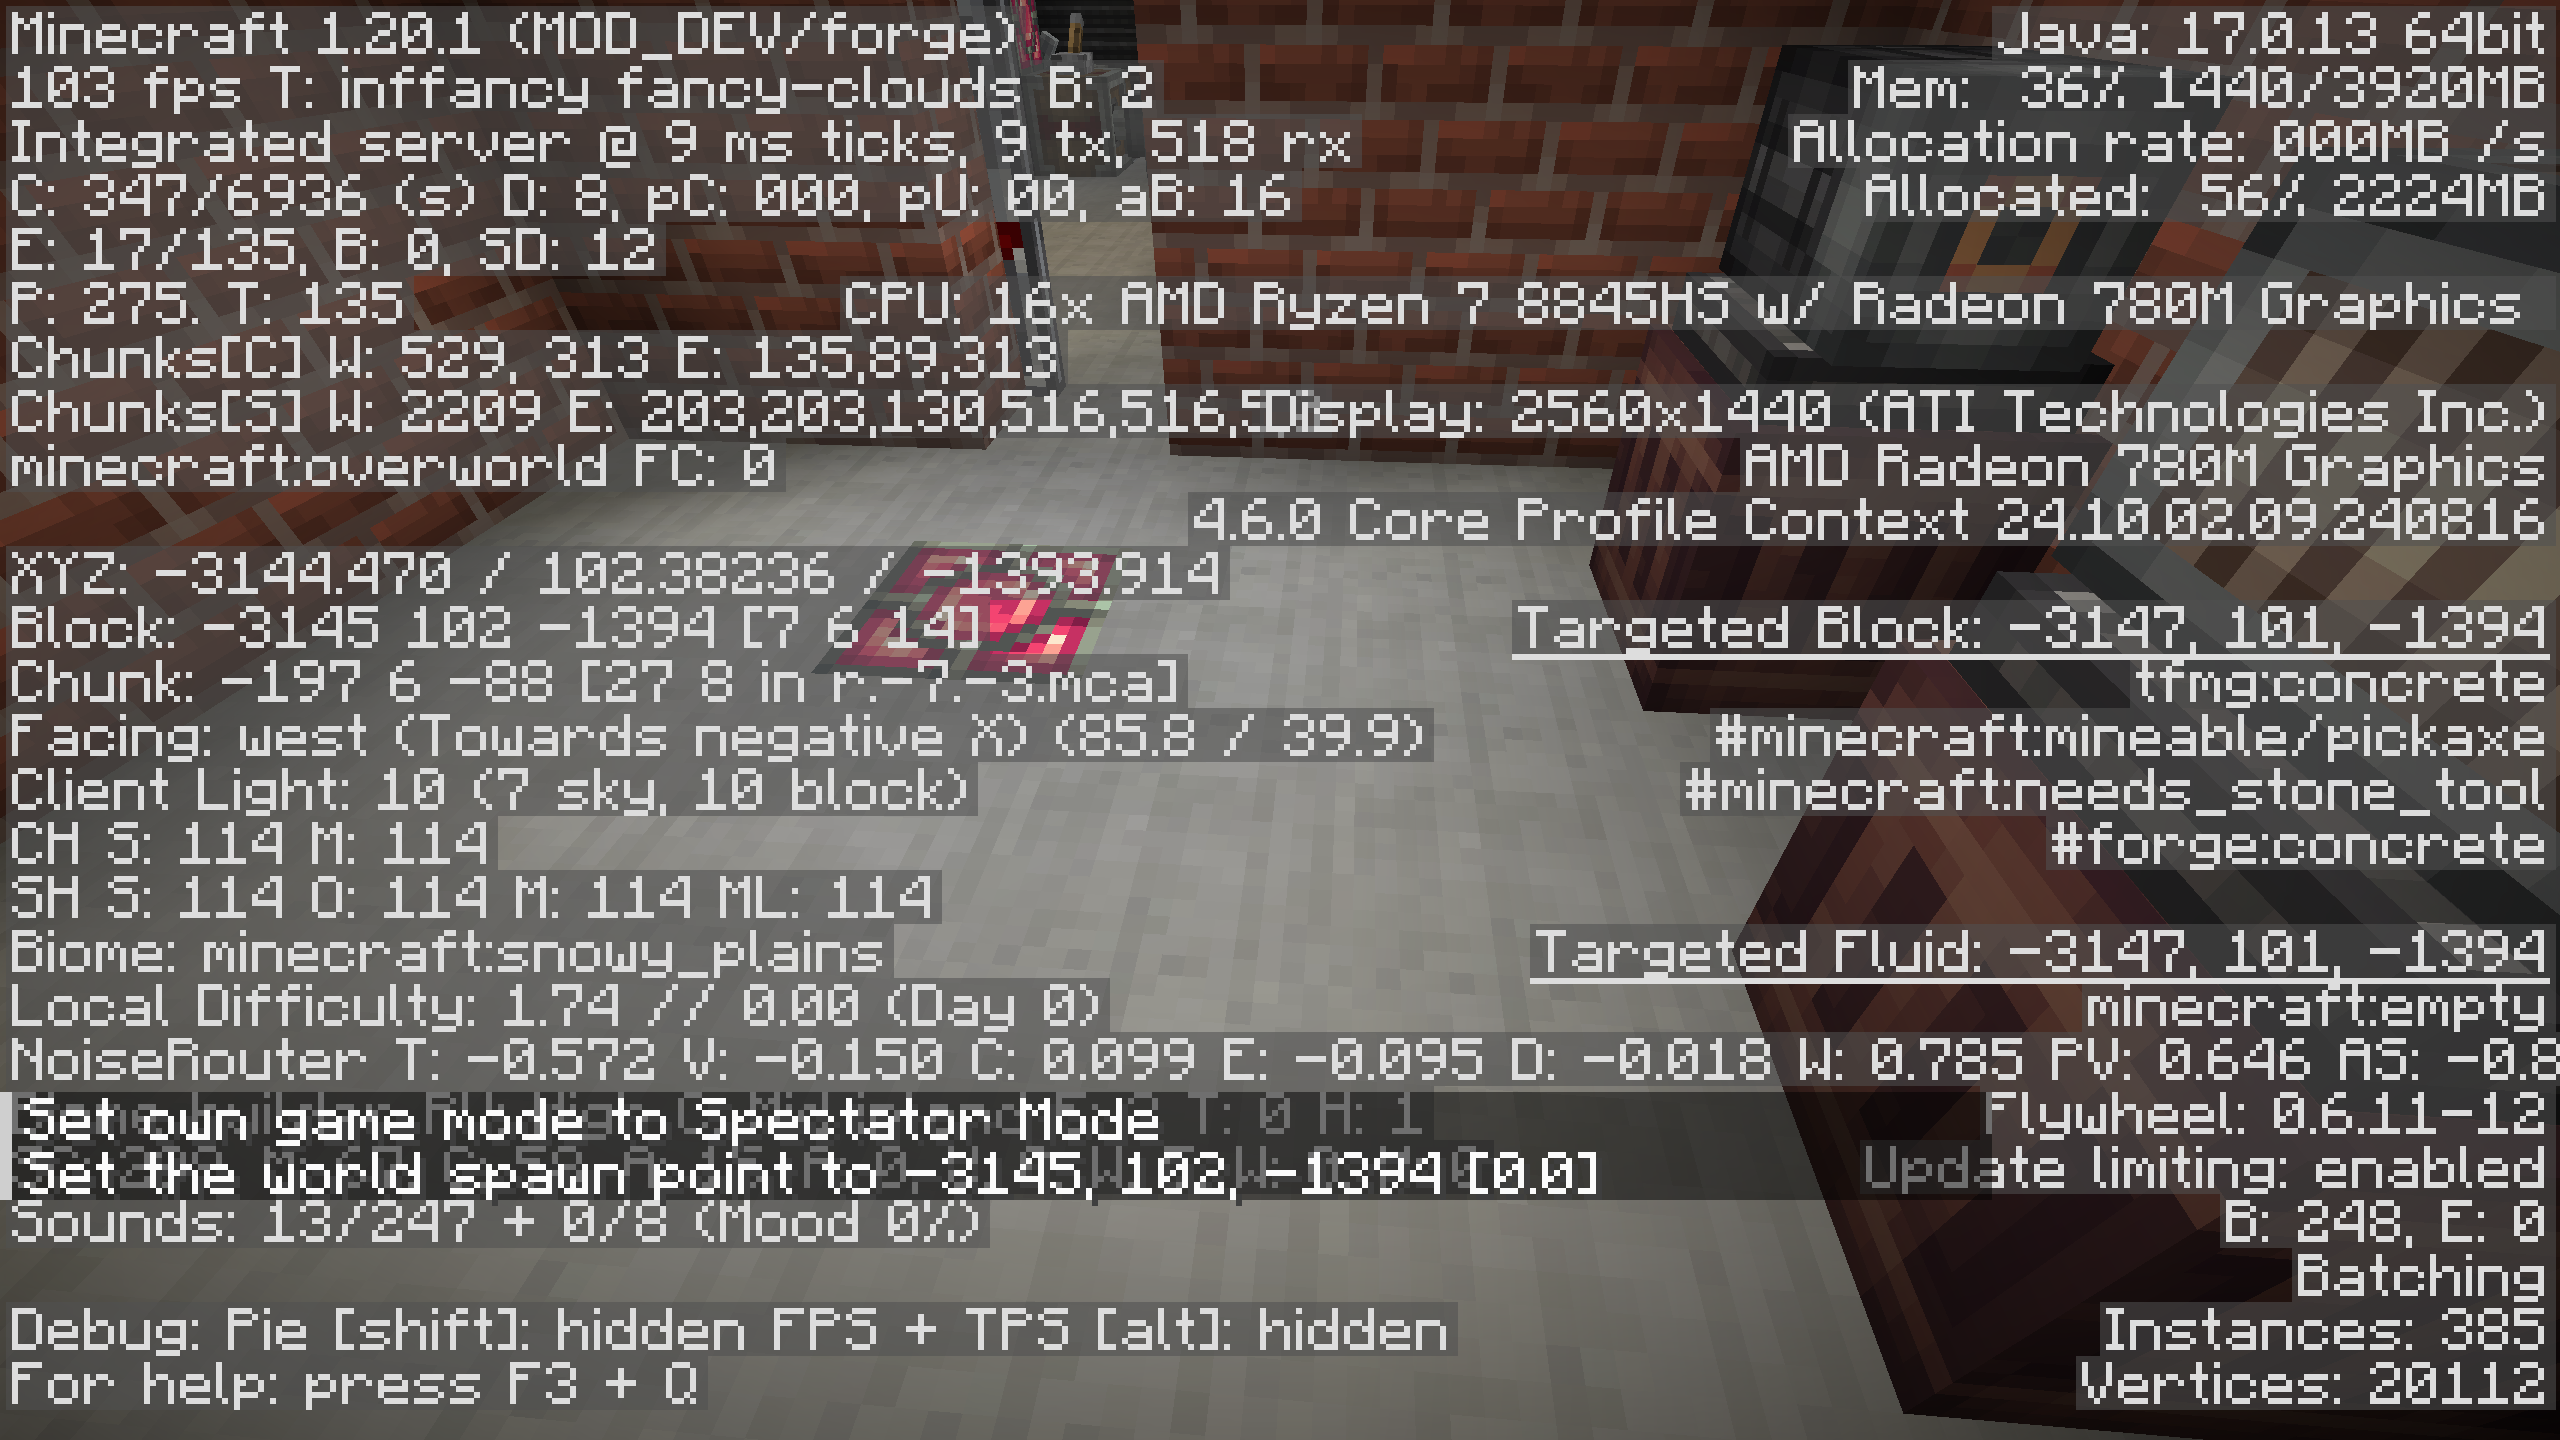 Minecraft 1.20.1 (MOD_DEV/forge)
103 fps T: inffancy fancy-clouds B: 2
Integrated server @ 9 ms ticks, 9 tx, 518 rx
C: 347/6936 (s) D: 8, pC: 000, pU: 00, aB: 16
E: 17/135, B: 0, SD: 12
P: 275. T: 135
Chunks[C] W: 529, 313 E: 135,89,313
Chunks[S] W: 2209 E: 203,203,130,516,516,
minecraft:overworld FC: 0
XYZ: -3144.470 / 102.38236 / -1393.914
Block: -3145 102 -1394 [7 6 14]
Chunk: -197 6 -88 [27 8 in r.-7.-3.mca]
Facing: west (Towards negative X) (85.8 / 39.9)
Client Light: 10 (7 sky, 10 block)
CH S: 114 M: 114
SH S: 114 O: 114 M: 114 ML: 114
Biome: minecraft:snowy_plains
Local Difficulty: 1.74 // 0.00 (Day 0)
NoiseRouter T: -0.572 V: -0.150 C: 0.099 E: -0.095 D: -0.018 W: 0.785 PV: 0.646 AS: -0.8
T: 0 H: 1
Set own game mode to Spectator Mode
Set the world spawn point to -3145, 102, -1394 [0.0]
Sounds: 13/247 + 0/8 (Mood 0%)
Debug: Pie [shift]: hidden FPS + TPS [alt]: hidden
For help: press F3 + Q
Java: 17.0.13 64bit
Mem: 36% 1440/3920MB
Allocation rate: 000MB /s
Allocated: 56% 2224MB
CPU: 16x AMD Ryzen 7 8845HS w/ Radeon 780M Graphics
Display: 2560x1440 (ATI Technologies Inc.)
AMD Radeon 780M Graphics
4.6.0 Core Profile Context 24.10.02.09.240816
Targeted Block: -3147, 101, -1394
tfmg:concrete
#minecraft:mineable/pickaxe
#minecraft:needs_stone_tool
#forge:concrete
Targeted Fluid: -3147, 101, -1394
minecraft:empty
Flywheel: 0.6.11-12
Update limiting: enabled
B: 248, E: 0
Batching
Instances: 385
Vertices: 20112